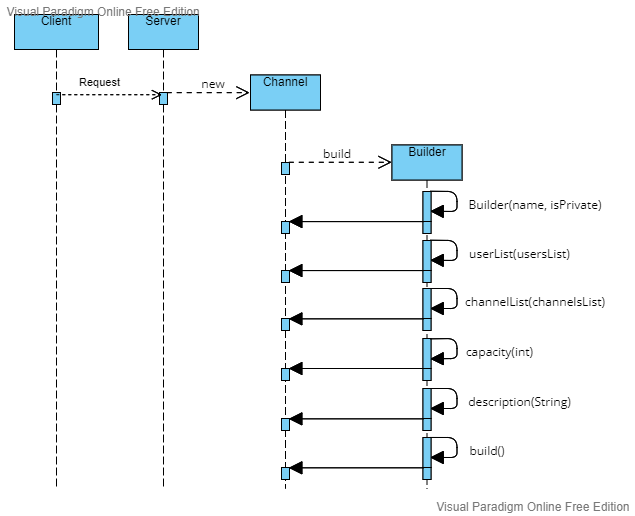 Visual Paradigm Online Free Edition
Client
Server
Request
new
Channel
build
Builder
Builder(name, isPrivate)
userList(usersList)
channelList(channelsList)
capacity(int)
description(String)
build()
Visual Paradigm Online Free Edition